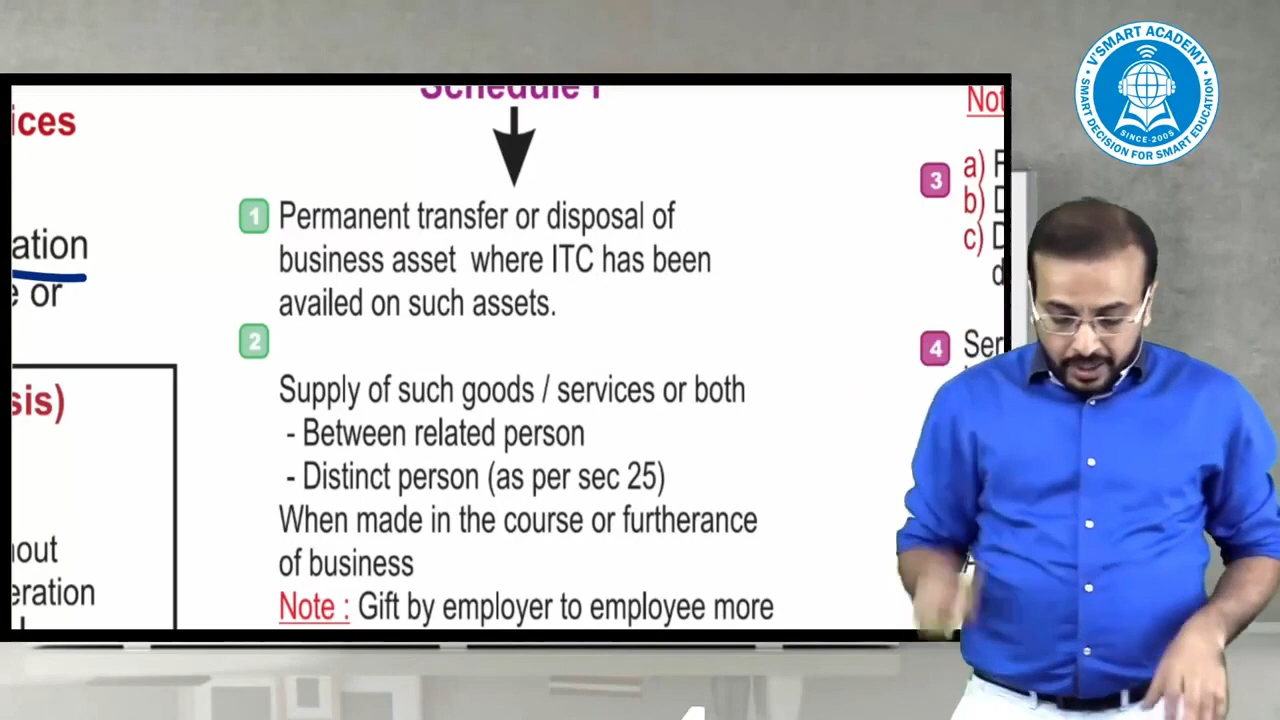 V'SMART ACADEMY
SMART DECISION FOR SMART EDUCATION
SINCE-2005
Schedule I
ices
ation
e or
sis)
out
eration
1 Permanent transfer or disposal of
business asset where ITC has been
availed on such assets.
2
Supply of such goods / services or both
- Between related person
- Distinct person (as per sec 25)
When made in the course or furtherance
of business
Note : Gift by employer to employee more
Not
3 a)
b)
c)
d
4 Ser